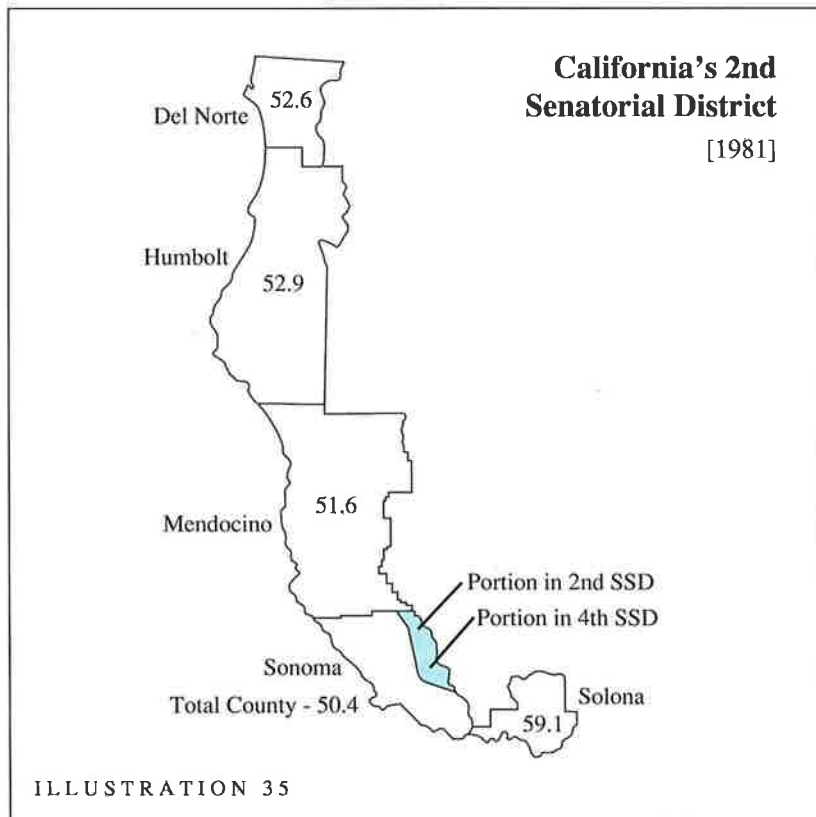 California's 2nd
Senatorial District
[1981]
Del Norte
52.6
Humbolt
52.9
Mendocino
51.6
Portion in 2nd SSD
Portion in 4th SSD
Sonoma
Total County - 50.4
Solona
59.1
ILLUSTRATION 35